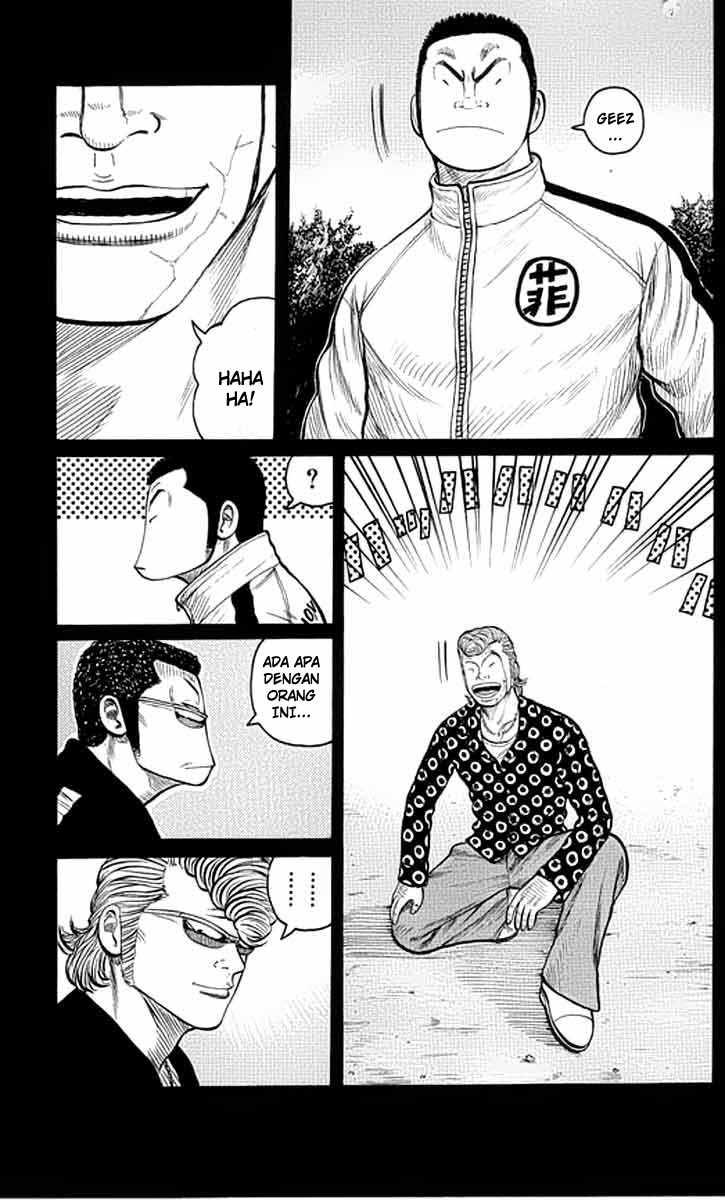 GEEZ
...
菲
HAHA
HA!
?
ADA APA
DENGAN
ORANG
INI...
⋮⋮